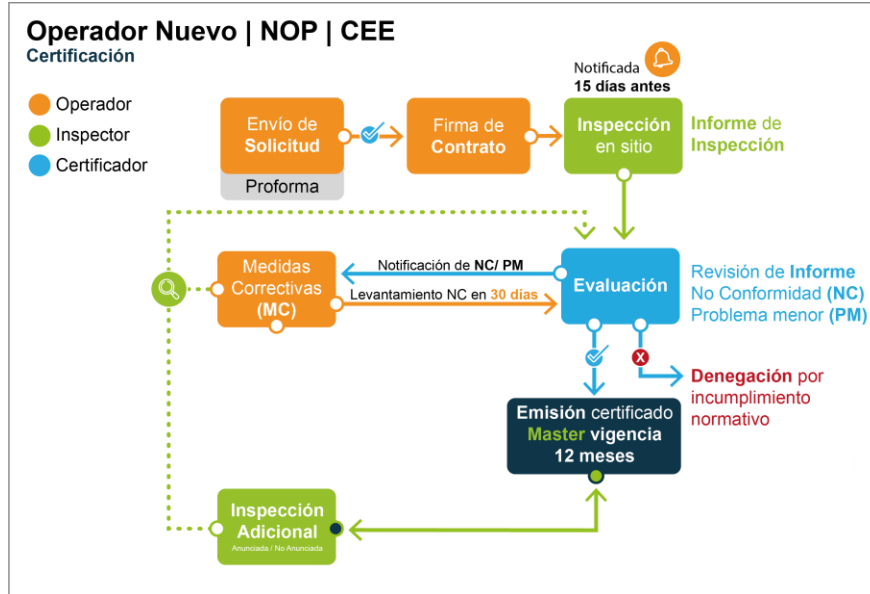 Operador Nuevo | NOP | CEE
Certificación
Operador
Inspector
Certificador
Notificada
15 días antes
Envío de
Solicitud
Proforma
Firma de
Contrato
Inspección
en sitio
Informe de
Inspección
Medidas
Correctivas
(MC)
Notificación de NC/ PM
Levantamiento NC en 30 días
Evaluación
Revisión de Informe
No Conformidad (NC)
Problema menor (PM)
X
Denegación por
incumplimiento
normativo
Emisión certificado
Master vigencia
12 meses
Inspección
Adicional
Anunciada / No Anunciada